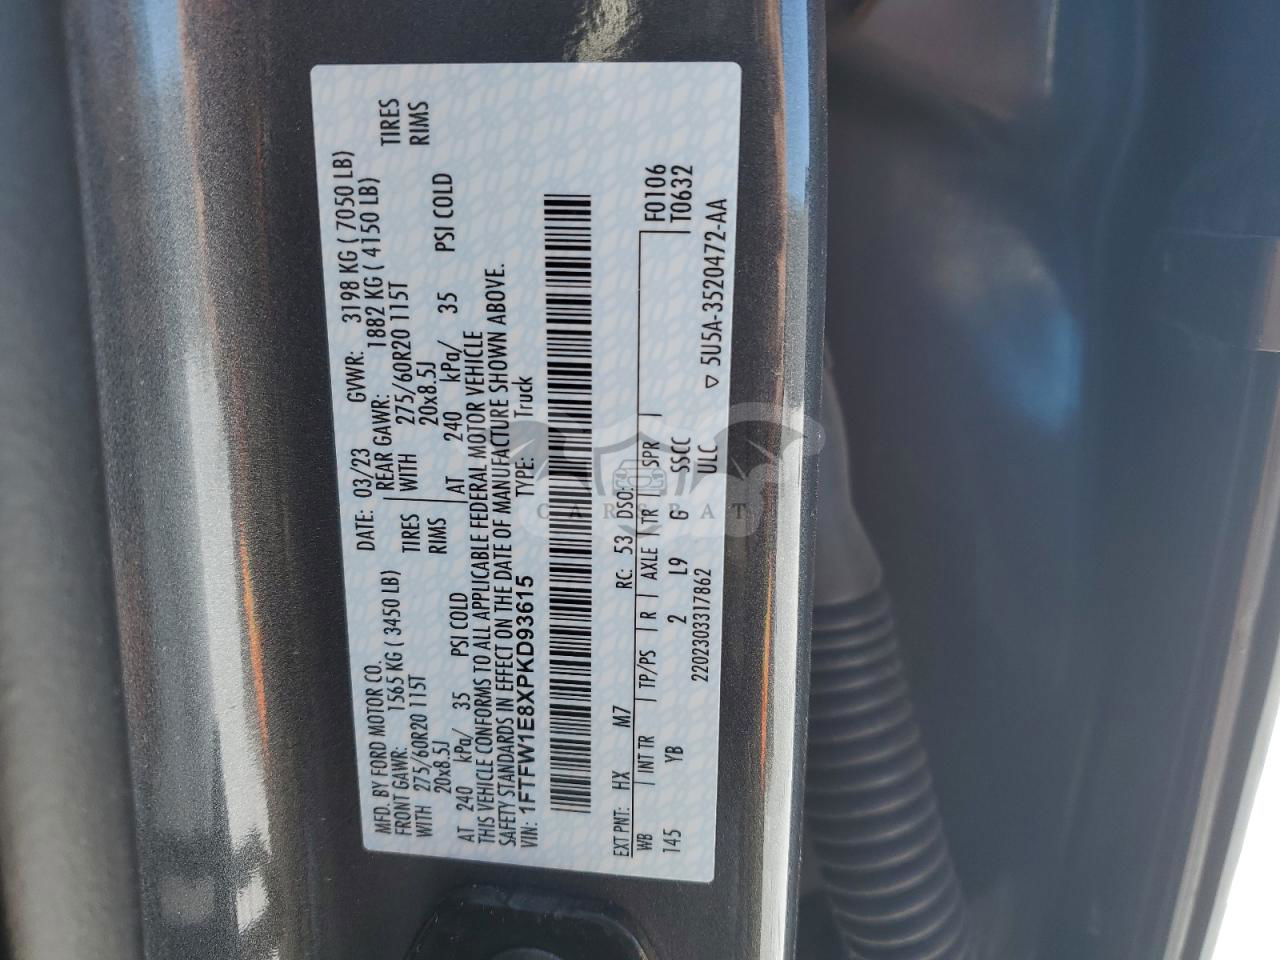 MFD. BY FORD MOTOR CO.
DATE: 03/23 GVWR: 3198 KG ( 7050 LB)
FRONT GAWR: 1565 KG ( 3450 LB) REAR GAWR: 1882 KG ( 4150 LB)
WITH 275/60R20 115T TIRES WITH 275/60R20 115T TIRES
20x8.5J RIMS 20x8.5J RIMS
AT 240 kPa/ 35 PSI COLD AT 240 kPa/ 35 PSI COLD
THIS VEHICLE CONFORMS TO ALL APPLICABLE FEDERAL MOTOR VEHICLE
SAFETY STANDARDS IN EFFECT ON THE DATE OF MANUFACTURE SHOWN ABOVE.
VIN: 1FTFW1E8XPKD93615 TYPE: Truck
EXT PNT: HX M7 RC: 53 DSO: F0106
WB INT TR TP/PS R AXLE TR SPR T0632
145 YB 2 L9 G SSCC
2202303317862 ULC ▽ 5U5A-3520472-AA
CARSBAT